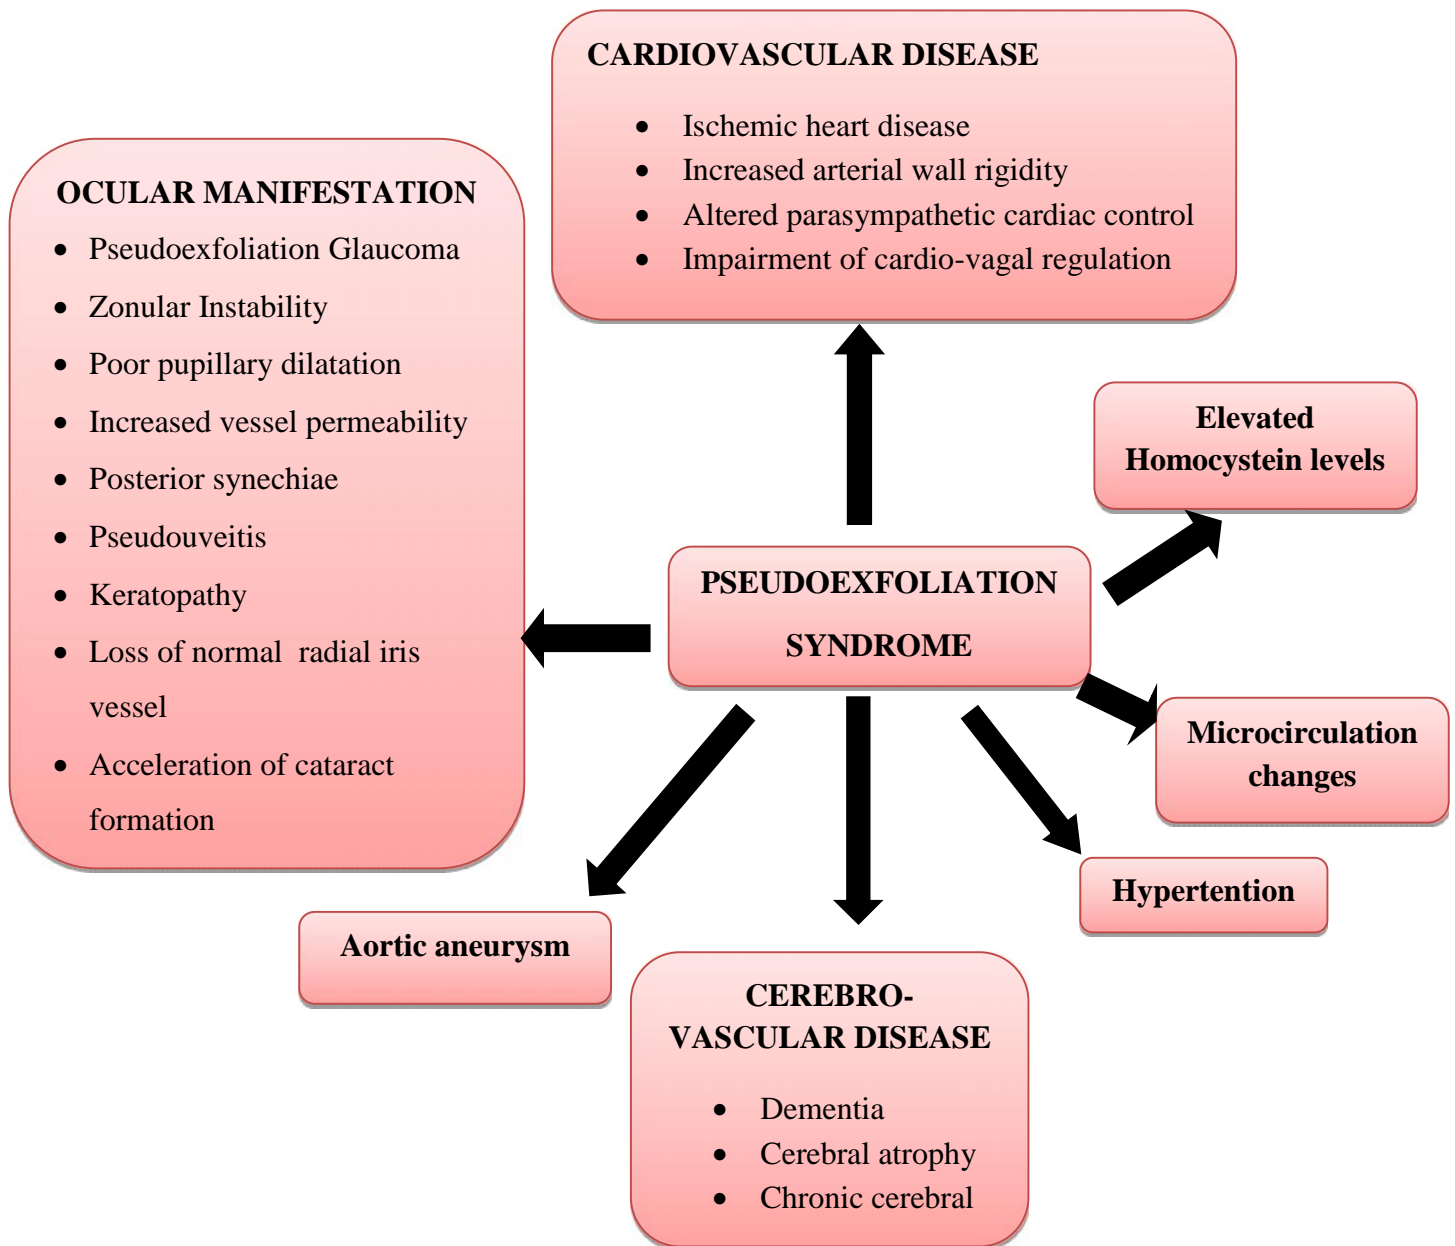 CARDIOVASCULAR DISEASE
• Ischemic heart disease
• Increased arterial wall rigidity
• Altered parasympathetic cardiac control
• Impairment of cardio-vagal regulation
OCULAR MANIFESTATION
• Pseudoexfoliation Glaucoma
• Zonular Instability
• Poor pupillary dilatation
• Increased vessel permeability
• Posterior synechiae
• Pseudouveitis
• Keratopathy
• Loss of normal radial iris
vessel
• Acceleration of cataract
formation
Elevated
Homocystein levels
PSEUDOEXFOLIATION
SYNDROME
Microcirculation
changes
Hypertention
Aortic aneurysm
CEREBRO-
VASCULAR DISEASE
• Dementia
• Cerebral atrophy
• Chronic cerebral